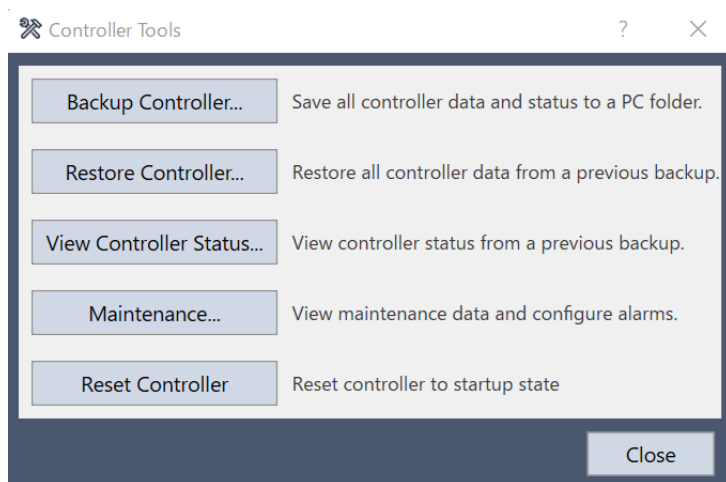 Controller Tools ?
Backup Controller... Save all controller data and status to a PC folder.
Restore Controller... Restore all controller data from a previous backup.
View Controller Status... View controller status from a previous backup.
Maintenance... View maintenance data and configure alarms.
Reset Controller Reset controller to startup state
Close